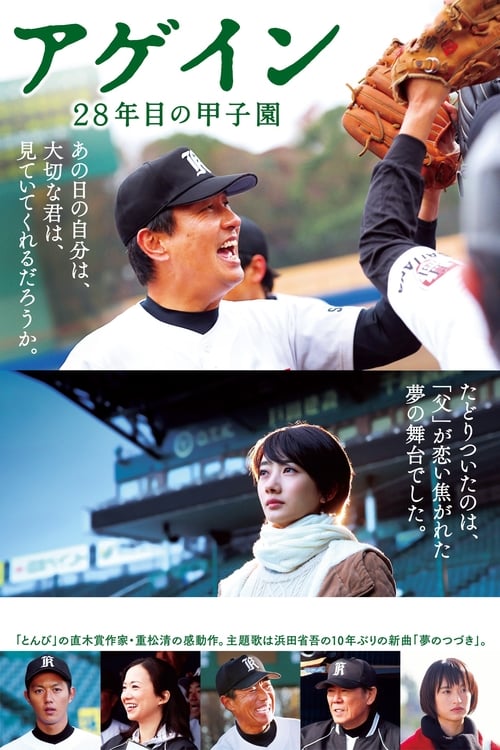 アゲイン
28年目の甲子園
あの日の自分は、
大切な君は、
見ていてくれるだろうか。
たどりついたのは、
「父」が恋い焦がれた
夢の舞台でした。
「とんび」の直木賞作家・重松清の感動作。主題歌は浜田省吾の10年ぶりの新曲「夢のつづき」。